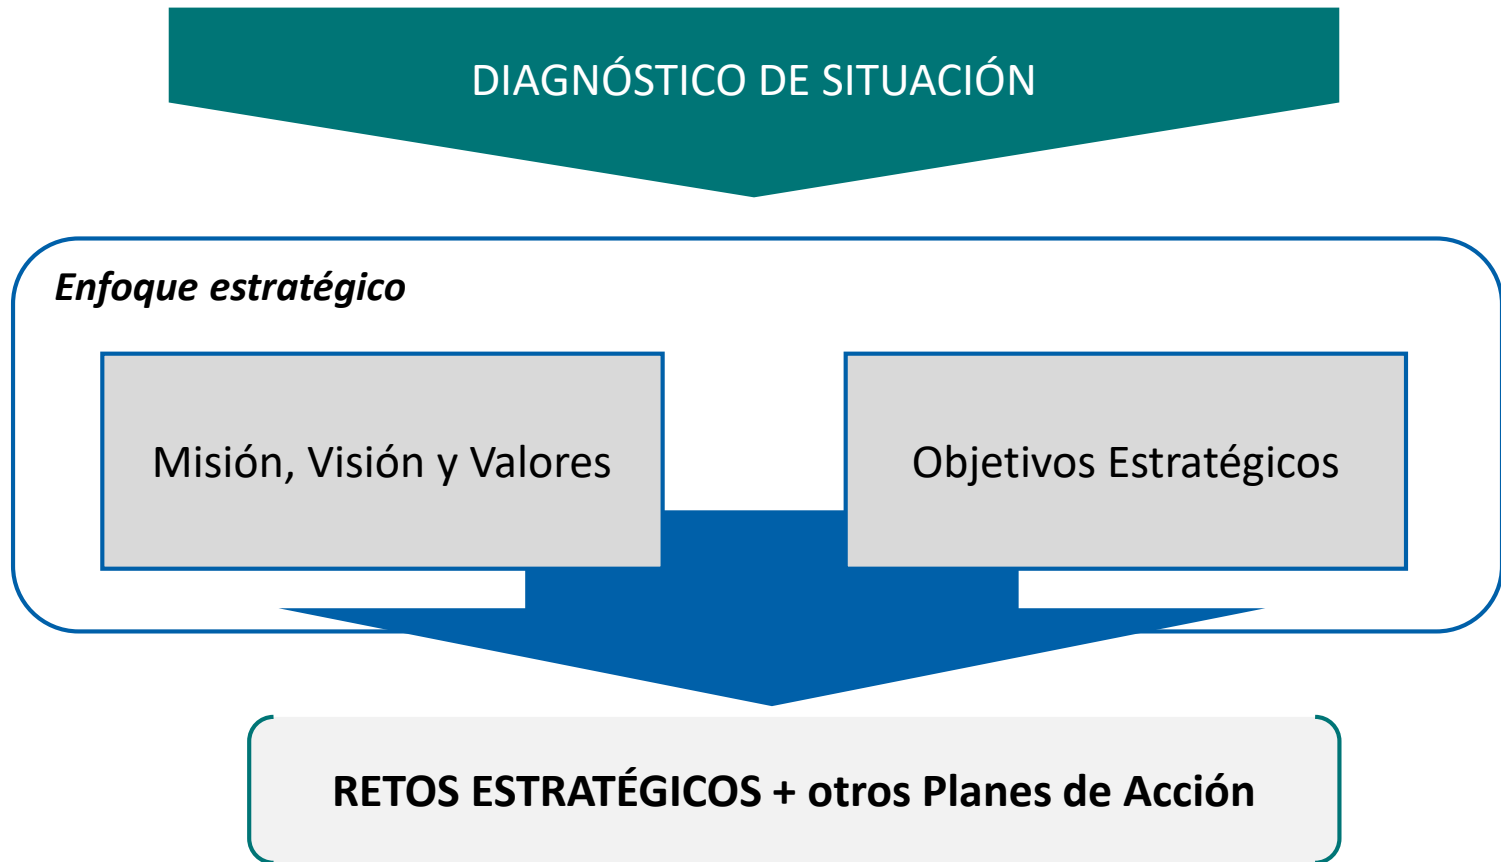 DIAGNÓSTICO DE SITUACIÓN
Enfoque estratégico
Misión, Visión y Valores
Objetivos Estratégicos
RETOS ESTRATÉGICOS + otros Planes de Acción